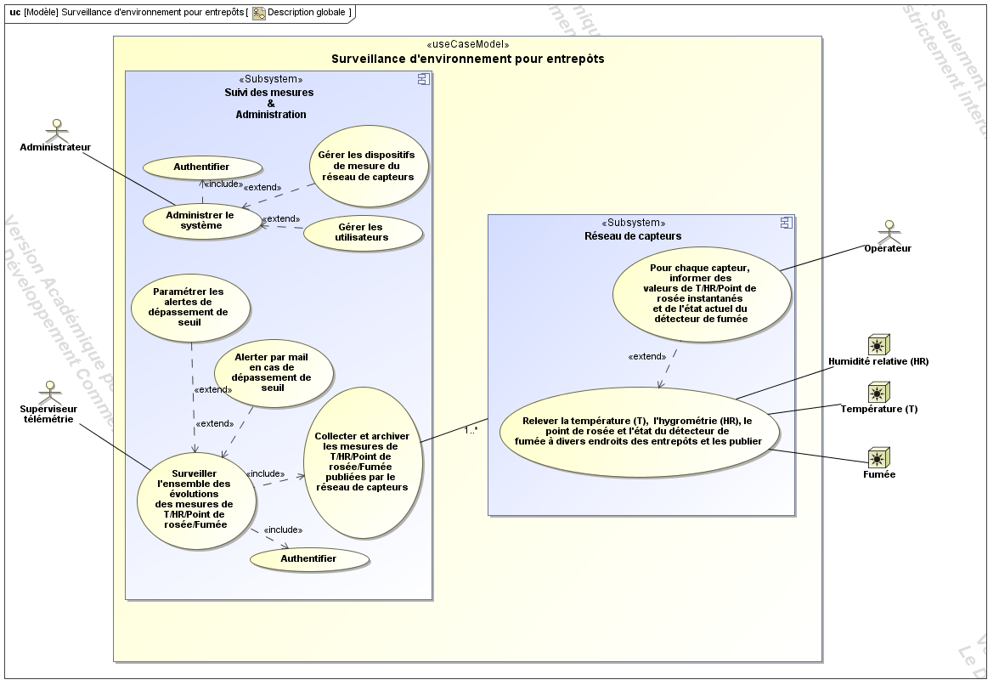 uc [Modèle] Surveillance d'environnement pour entrepôts [ Description globale ]
«useCaseModel»
Surveillance d'environnement pour entrepôts
«Subsystem»
Suivi des mesures
&
Administration
Administrateur
Authentifier
«include»
«extend»
Gérer les dispositifs
de mesure du
réseau de capteurs
Administrer le
système
«extend»
Gérer les
utilisateurs
Paramétrer les
alertes de
dépassement de
seuil
Alerter par mail
en cas de
dépassement de
seuil
«extend»
«extend»
Superviseur
télémétrie
Surveiller
l'ensemble des
évolutions
des mesures de
T/HR/Point de
rosée/Fumée
«include»
Collecter et archiver
les mesures de
T/HR/Point de
rosée/Fumée
publiées par le
réseau de capteurs
«include»
Authentifier
1..*
«Subsystem»
Réseau de capteurs
Pour chaque capteur,
informer des
valeurs de T/HR/Point de
rosée instantanés
et de l'état actuel du
détecteur de fumée
«extend»
Relever la température (T), l'hygrométrie (HR), le
point de rosée et l'état du détecteur de
fumée à divers endroits des entrepôts et les publier
Opérateur
Humidité relative (HR)
Température (T)
Fumée
Version Académique p
Développement Comme
nique
men
Seulement
strictement interd
V
Le D